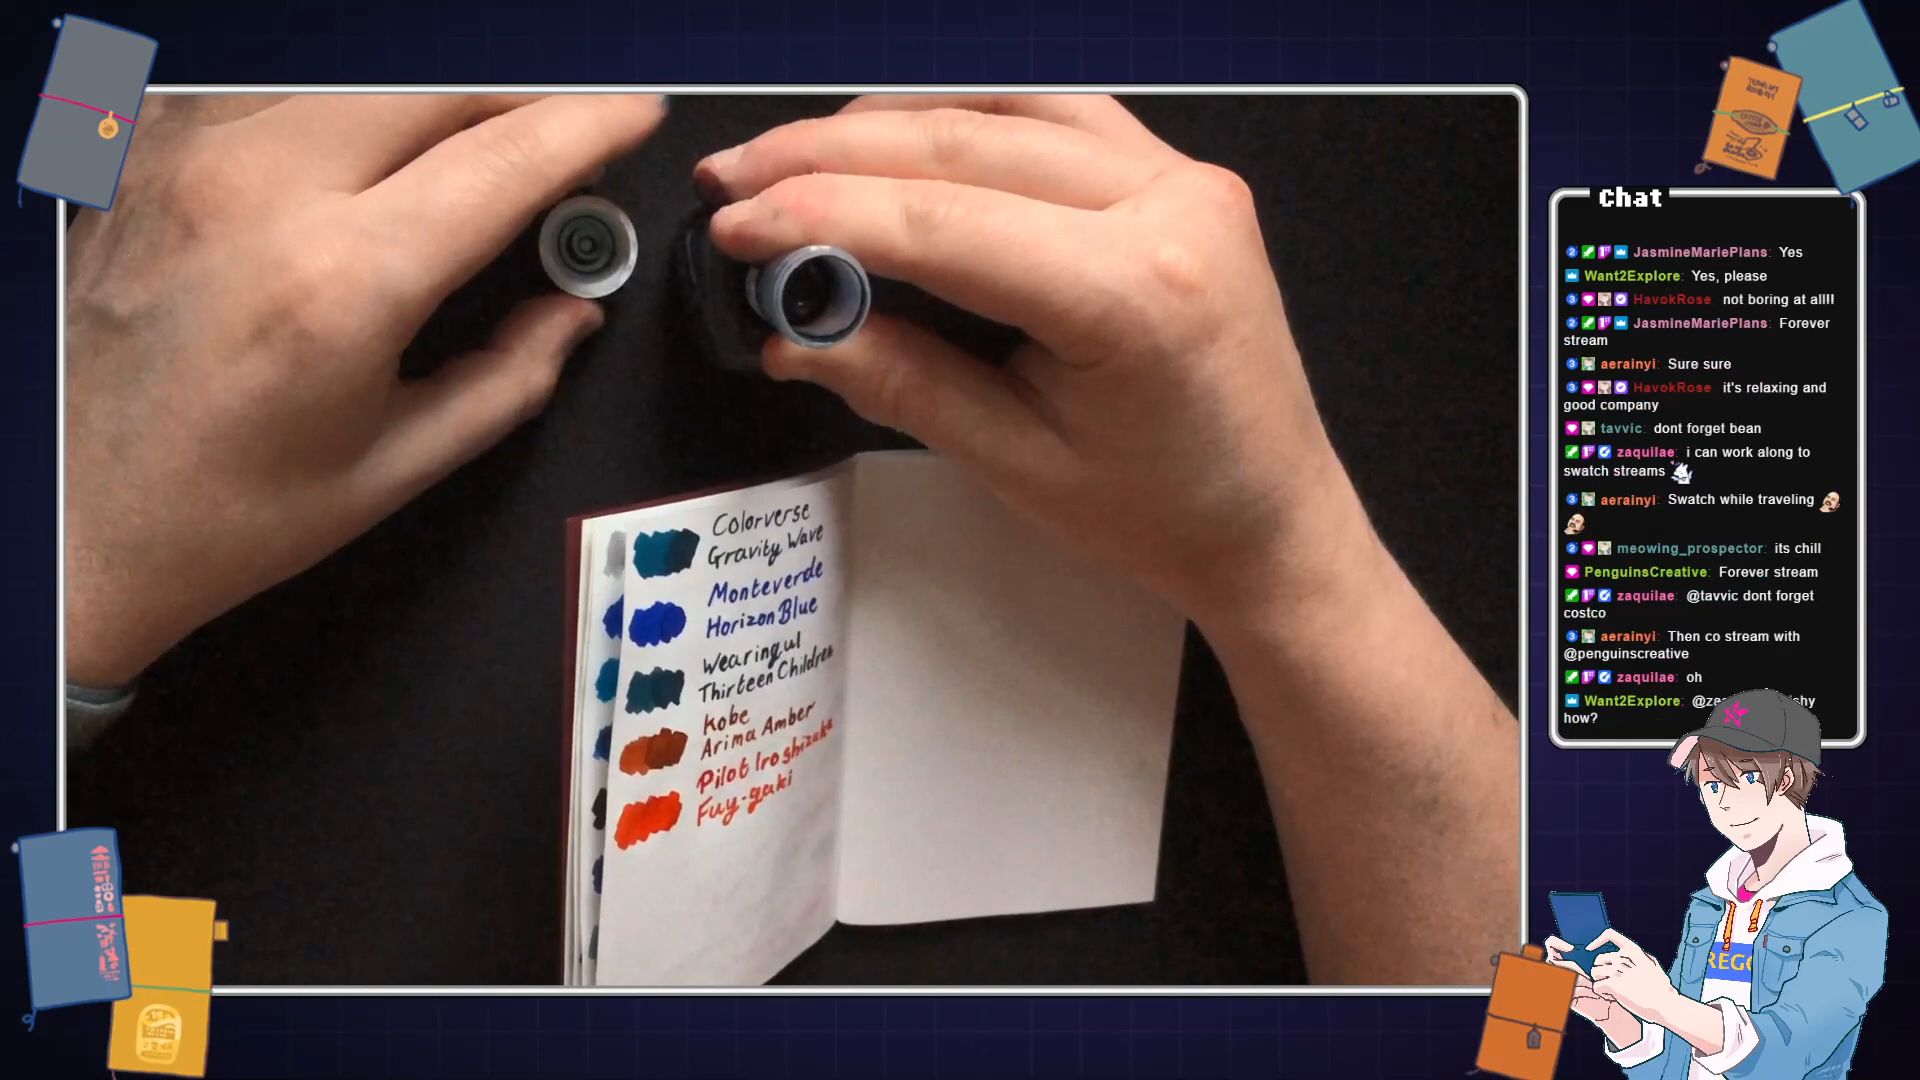 Colorverse
Gravity Wave
Monteverde
Horizon Blue
Wearingul
Thirteen Children
Kobe
Arima Amber
Pilot Iroshizuku
Fuy-gaki
chat
JasmineMariePlans: Yes
Want2Explore: Yes, please
HavokRose not boring at all!!
JasmineMariePlans: Forever
stream
aerainyi: Sure sure
HavokRose it's relaxing and
good company
tavvic: dont forget bean
zaquilae: i can work along to
swatch streams
aerainyi: Swatch while traveling
meowing_prospector: its chill
PenguinsCreative: Forever stream
zaquilae: @tavvic dont forget
costco
aerainyi: Then co stream with
@penguinscreative
zaquilae: oh
Want2Explore:
how?